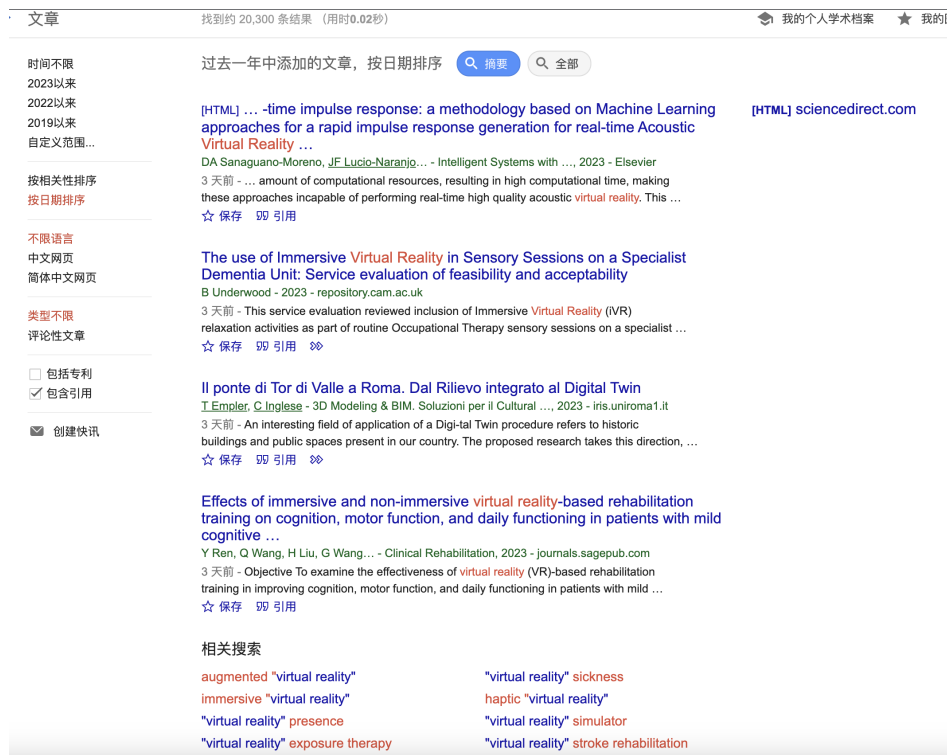 文章
找到约 20,300 条结果 （用时0.02秒）
我的个人学术档案
时间不限
2023以来
2022以来
2019以来
自定义范围...
按相关性排序
按日期排序
不限语言
中文网页
简体中文网页
类型不限
评论性文章
包括专利
包含引用
创建快讯
过去一年中添加的文章，按日期排序
摘要
全部
[HTML] … -time impulse response: a methodology based on Machine Learning
approaches for a rapid impulse response generation for real-time Acoustic
Virtual Reality …
DA Sanaguano-Moreno, JF Lucio-Naranjo… - Intelligent Systems with …, 2023 - Elsevier
3 天前 - … amount of computational resources, resulting in high computational time, making
these approaches incapable of performing real-time high quality acoustic virtual reality. This …
保存 引用
[HTML] sciencedirect.com
The use of Immersive Virtual Reality in Sensory Sessions on a Specialist
Dementia Unit: Service evaluation of feasibility and acceptability
B Underwood - 2023 - repository.cam.ac.uk
3 天前 - This service evaluation reviewed inclusion of Immersive Virtual Reality (iVR)
relaxation activities as part of routine Occupational Therapy sensory sessions on a specialist …
保存 引用
Il ponte di Tor di Valle a Roma. Dal Rilievo integrato al Digital Twin
T Empler, C Inglese - 3D Modeling & BIM. Soluzioni per il Cultural …, 2023 - iris.uniroma1.it
3 天前 - An interesting field of application of a Digi-tal Twin procedure refers to historic
buildings and public spaces present in our country. The proposed research takes this direction, …
保存 引用
Effects of immersive and non-immersive virtual reality-based rehabilitation
training on cognition, motor function, and daily functioning in patients with mild
cognitive …
Y Ren, Q Wang, H Liu, G Wang… - Clinical Rehabilitation, 2023 - journals.sagepub.com
3 天前 - Objective To examine the effectiveness of virtual reality (VR)-based rehabilitation
training in improving cognition, motor function, and daily functioning in patients with mild …
保存 引用
相关搜索
augmented "virtual reality"
"virtual reality" sickness
immersive "virtual reality"
haptic "virtual reality"
"virtual reality" presence
"virtual reality" simulator
"virtual reality" exposure therapy
"virtual reality" stroke rehabilitation